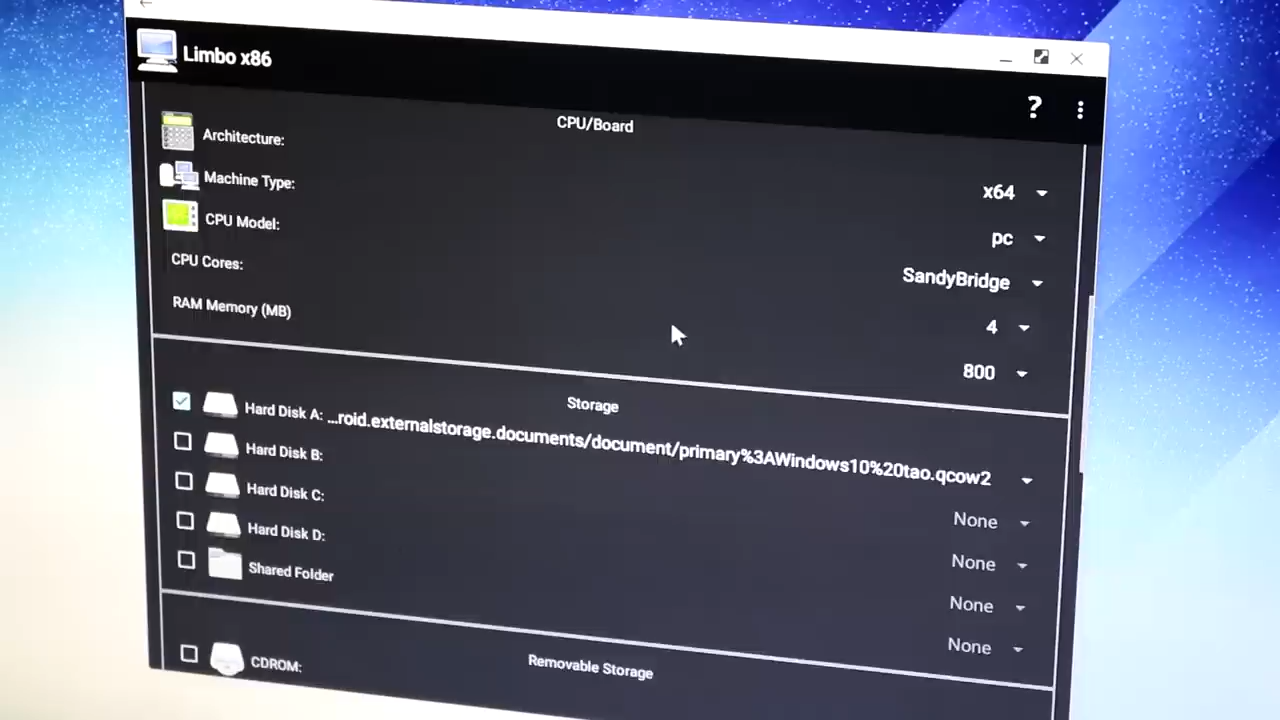 Limbo x86
?
CPU/Board
Architecture:
x64
Machine Type:
pc
CPU Model:
SandyBridge
CPU Cores:
4
RAM Memory (MB)
800
Storage
Hard Disk A: ...roid.externalstorage.documents/document/primary%3AWindows10%20tao.qcow2
Hard Disk B:
None
Hard Disk C:
None
Hard Disk D:
None
Shared Folder
None
Removable Storage
CDROM: